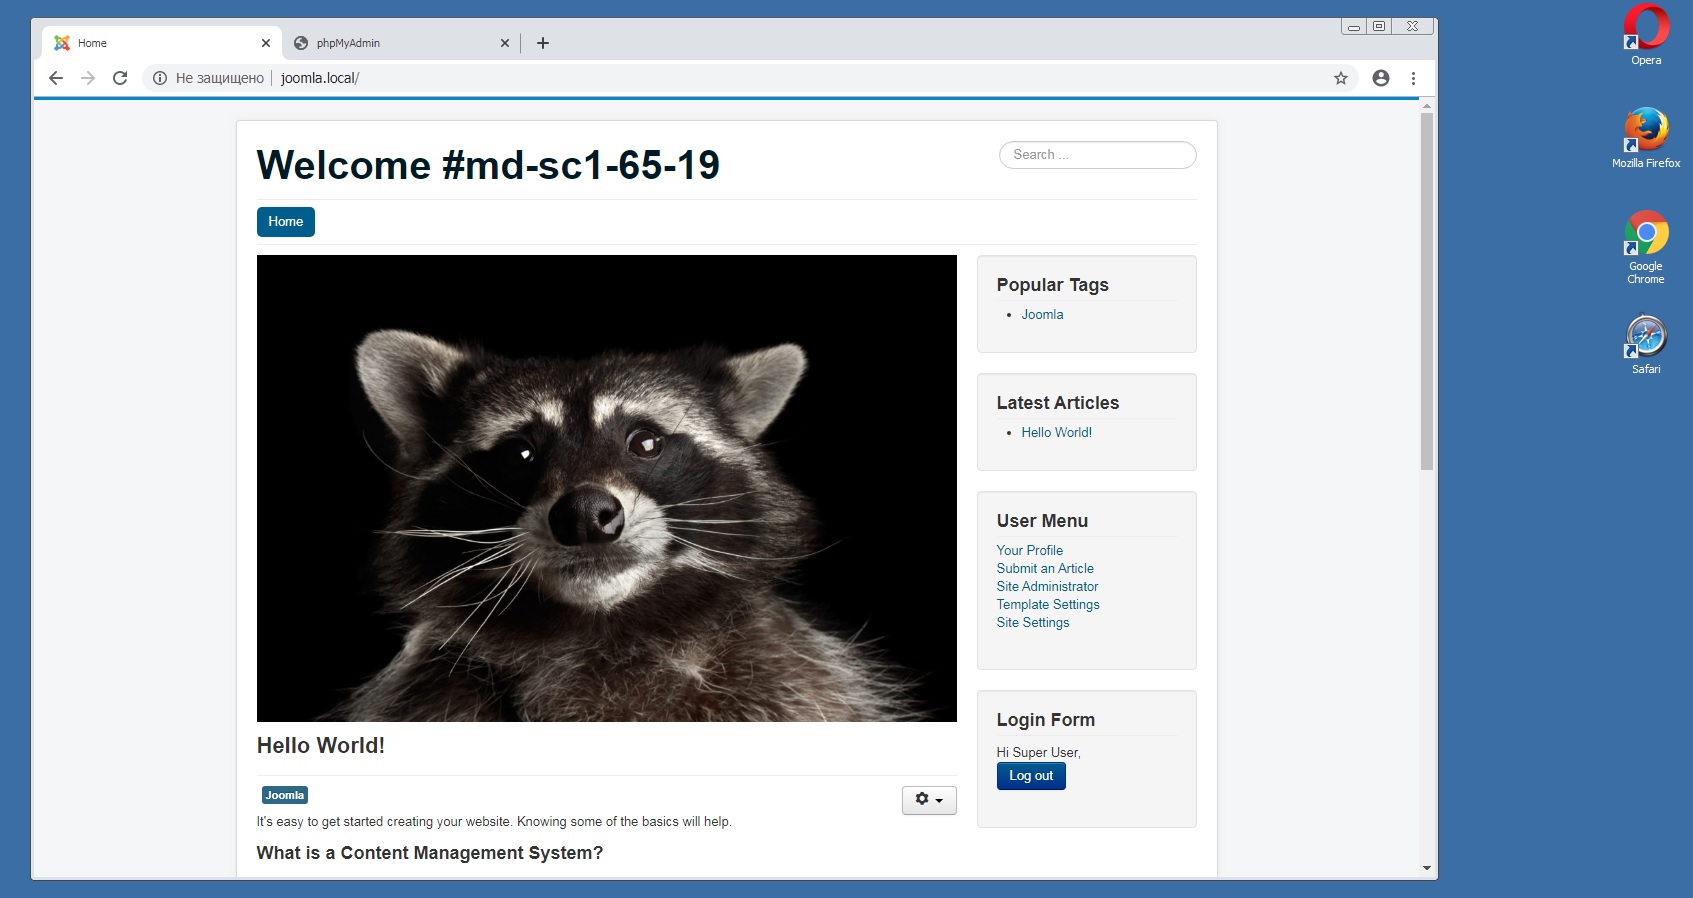 Home
phpMyAdmin
Не защищено
joomla.local/
Welcome #md-sc1-65-19
Search ...
Home
Popular Tags
Joomla
Latest Articles
Hello World!
User Menu
Your Profile
Submit an Article
Site Administrator
Template Settings
Site Settings
Login Form
Hi Super User,
Log out
Hello World!
Joomla
It's easy to get started creating your website. Knowing some of the basics will help.
What is a Content Management System?
Opera
Mozilla Firefox
Google
Chrome
Safari